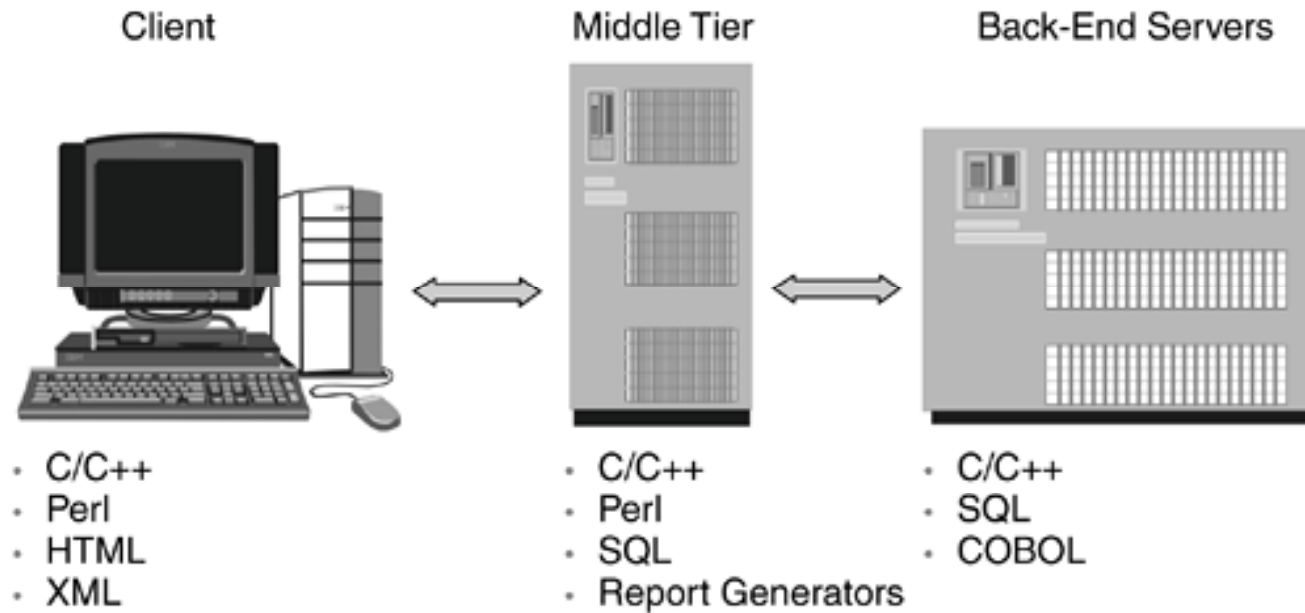 Client
Middle Tier
Back-End Servers
• C/C++
• Perl
• HTML
• XML
• C/C++
• Perl
• SQL
• Report Generators
• C/C++
• SQL
• COBOL